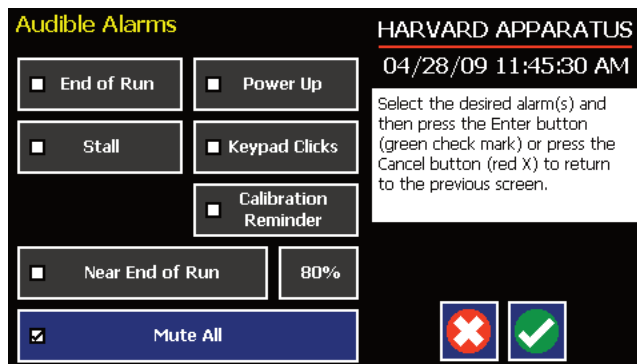 Audible Alarms
HARVARD APPARATUS
04/28/09 11:45:30 AM
End of Run
Power Up
Stall
Keypad Clicks
Calibration
Reminder
Near End of Run
80%
Mute All
Select the desired alarm(s) and
then press the Enter button
(green check mark) or press the
Cancel button (red X) to return
to the previous screen.